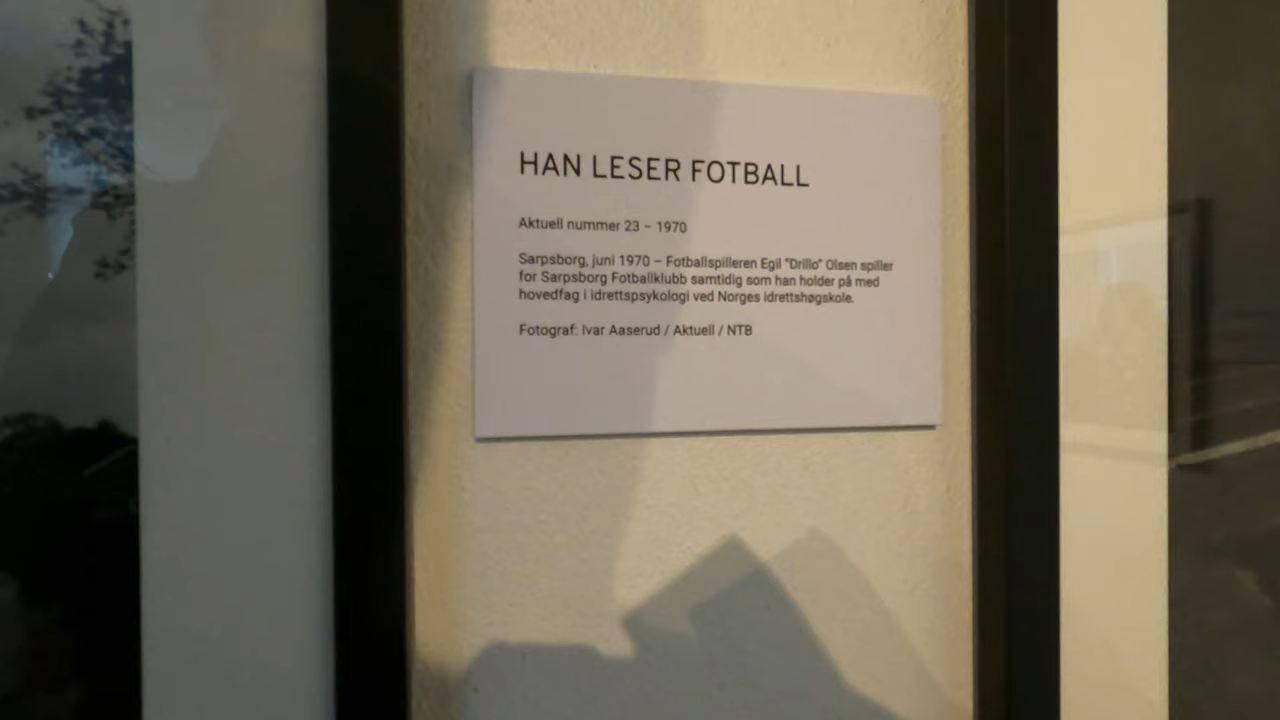 HAN LESER FOTBALL
Aktuell nummer 23 – 1970
Sarpsborg, juni 1970 – Fotballspilleren Egil "Drillo" Olsen spiller
for Sarpsborg Fotballklubb samtidig som han holder på med
hovedfag i idrettspsykologi ved Norges idrettshøgskole.
Fotograf: Ivar Aaserud / Aktuell / NTB